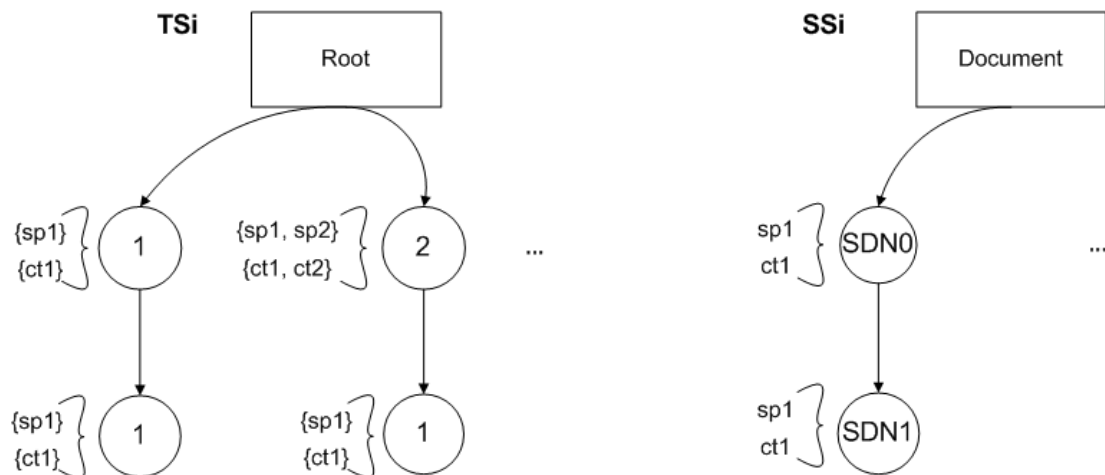 TSi
Root
SSi
Document
{sp1}
{ct1}
1
{sp1, sp2}
{ct1, ct2}
2
...
sp1
ct1
SDN0
...
{sp1}
{ct1}
1
{sp1}
{ct1}
1
sp1
ct1
SDN1